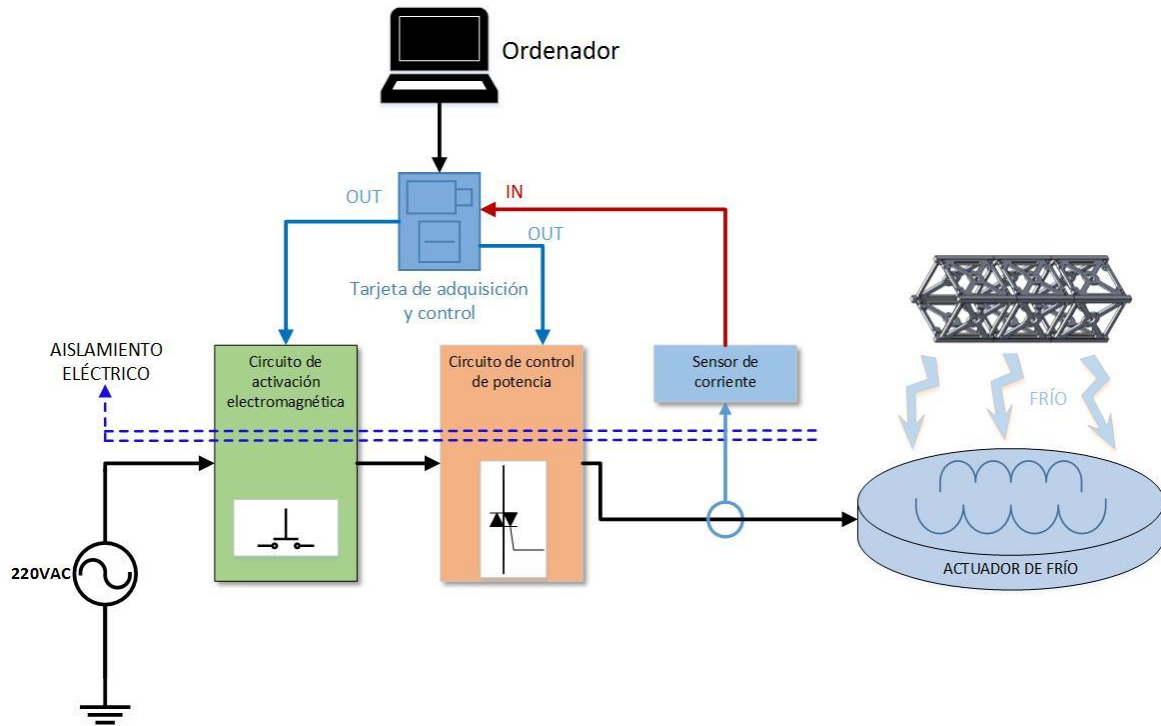 Ordenador
OUT
IN
OUT
Tarjeta de adquisición
y control
AISLAMIENTO
ELÉCTRICO
Circuito de
activación
electromagnética
Circuito de control
de potencia
Sensor de
corriente
FRÍO
220VAC
ACTUADOR DE FRÍO